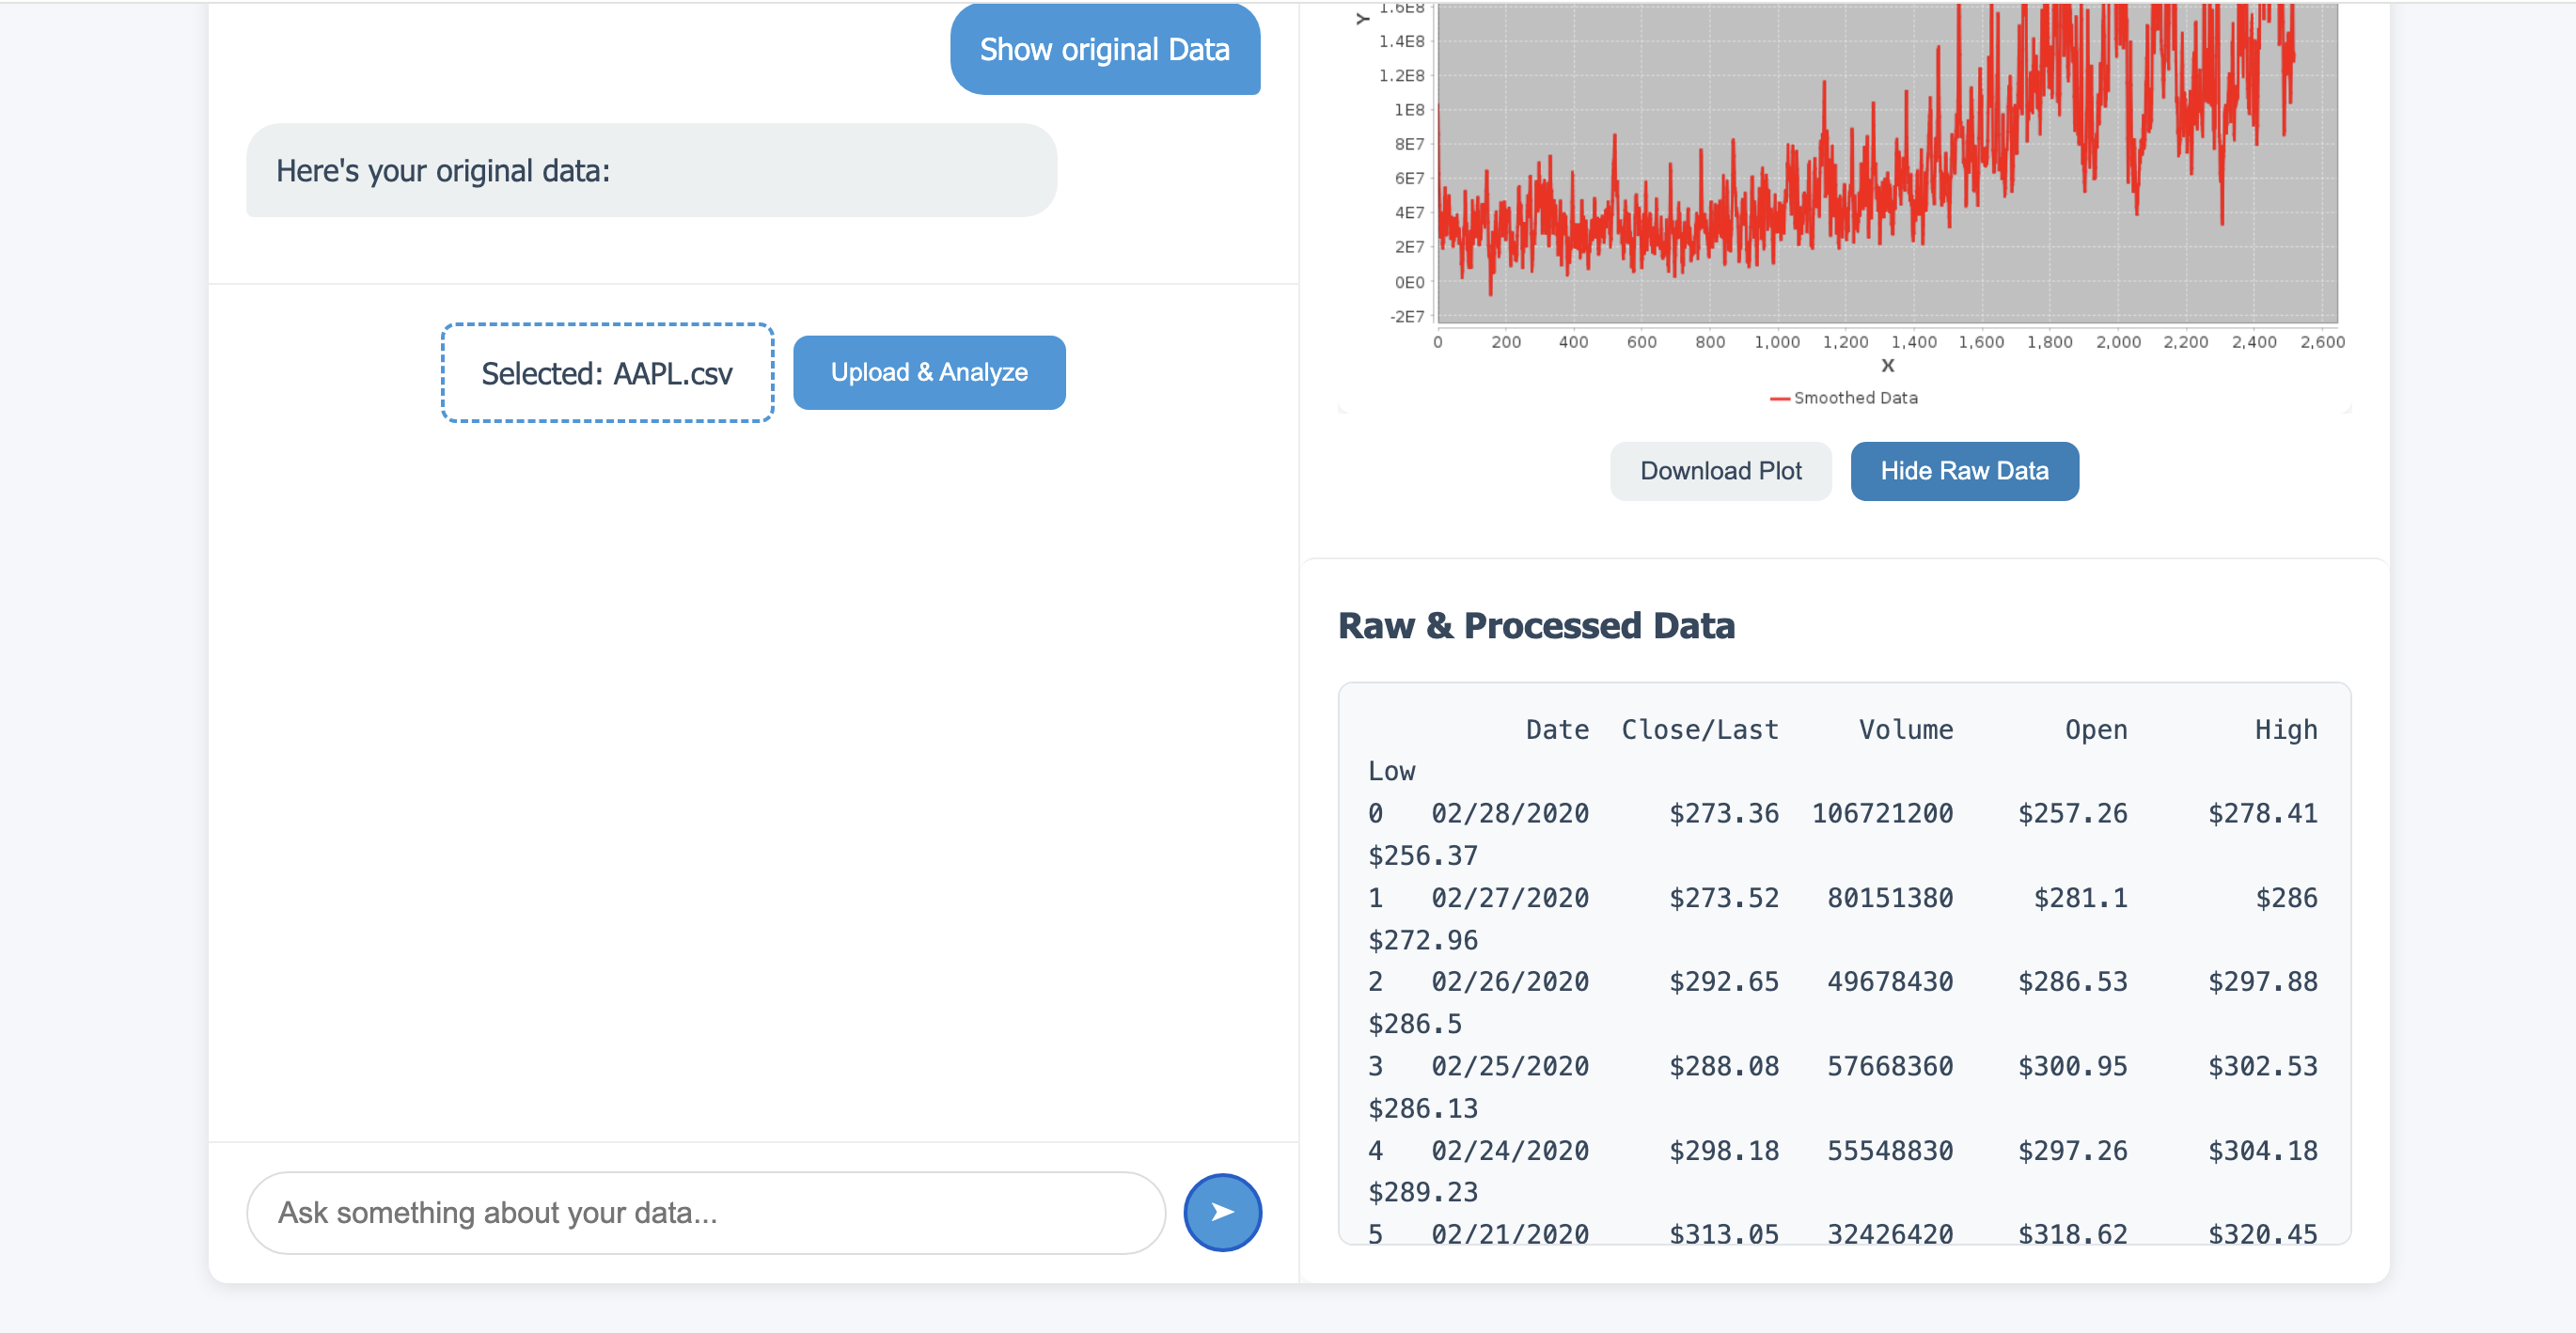 Show original Data
Here's your original data:
Selected: AAPL.csv
Upload & Analyze
Ask something about your data...
Y
1.6E8
1.4E8
1.2E8
1E8
8E7
6E7
4E7
2E7
0E0
-2E7
0 200 400 600 800 1,000 1,200 1,400 1,600 1,800 2,000 2,200 2,400 2,600
X
Smoothed Data
Download Plot
Hide Raw Data
Raw & Processed Data
Date Close/Last Volume Open High
Low
0 02/28/2020 $273.36 106721200 $257.26 $278.41
$256.37
1 02/27/2020 $273.52 80151380 $281.1 $286
$272.96
2 02/26/2020 $292.65 49678430 $286.53 $297.88
$286.5
3 02/25/2020 $288.08 57668360 $300.95 $302.53
$286.13
4 02/24/2020 $298.18 55548830 $297.26 $304.18
$289.23
5 02/21/2020 $313.05 32426420 $318.62 $320.45